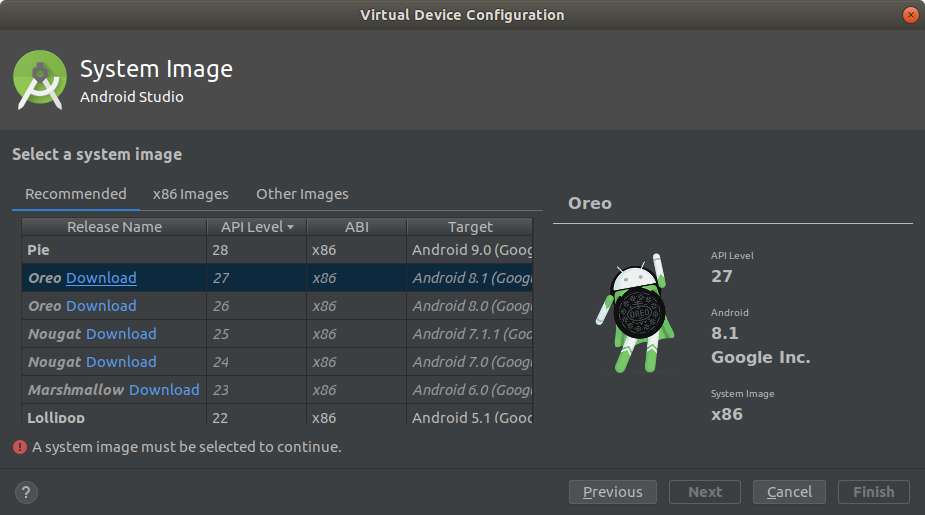 Virtual Device Configuration
System Image
Android Studio
Select a system image
Recommended x86 Images Other Images
Release Name API Level ABI Target
Pie 28 x86 Android 9.0 (Goog
Oreo Download 27 x86 Android 8.1 (Goog
Oreo Download 26 x86 Android 8.0 (Goog
Nougat Download 25 x86 Android 7.1.1 (Goo
Nougat Download 24 x86 Android 7.0 (Goog
Marshmallow Download 23 x86 Android 6.0 (Goog
Lollipop 22 x86 Android 5.1 (Goog
Oreo
OREO
API Level
27
Android
8.1
Google Inc.
System Image
x86
! A system image must be selected to continue.
? Previous Next Cancel Finish